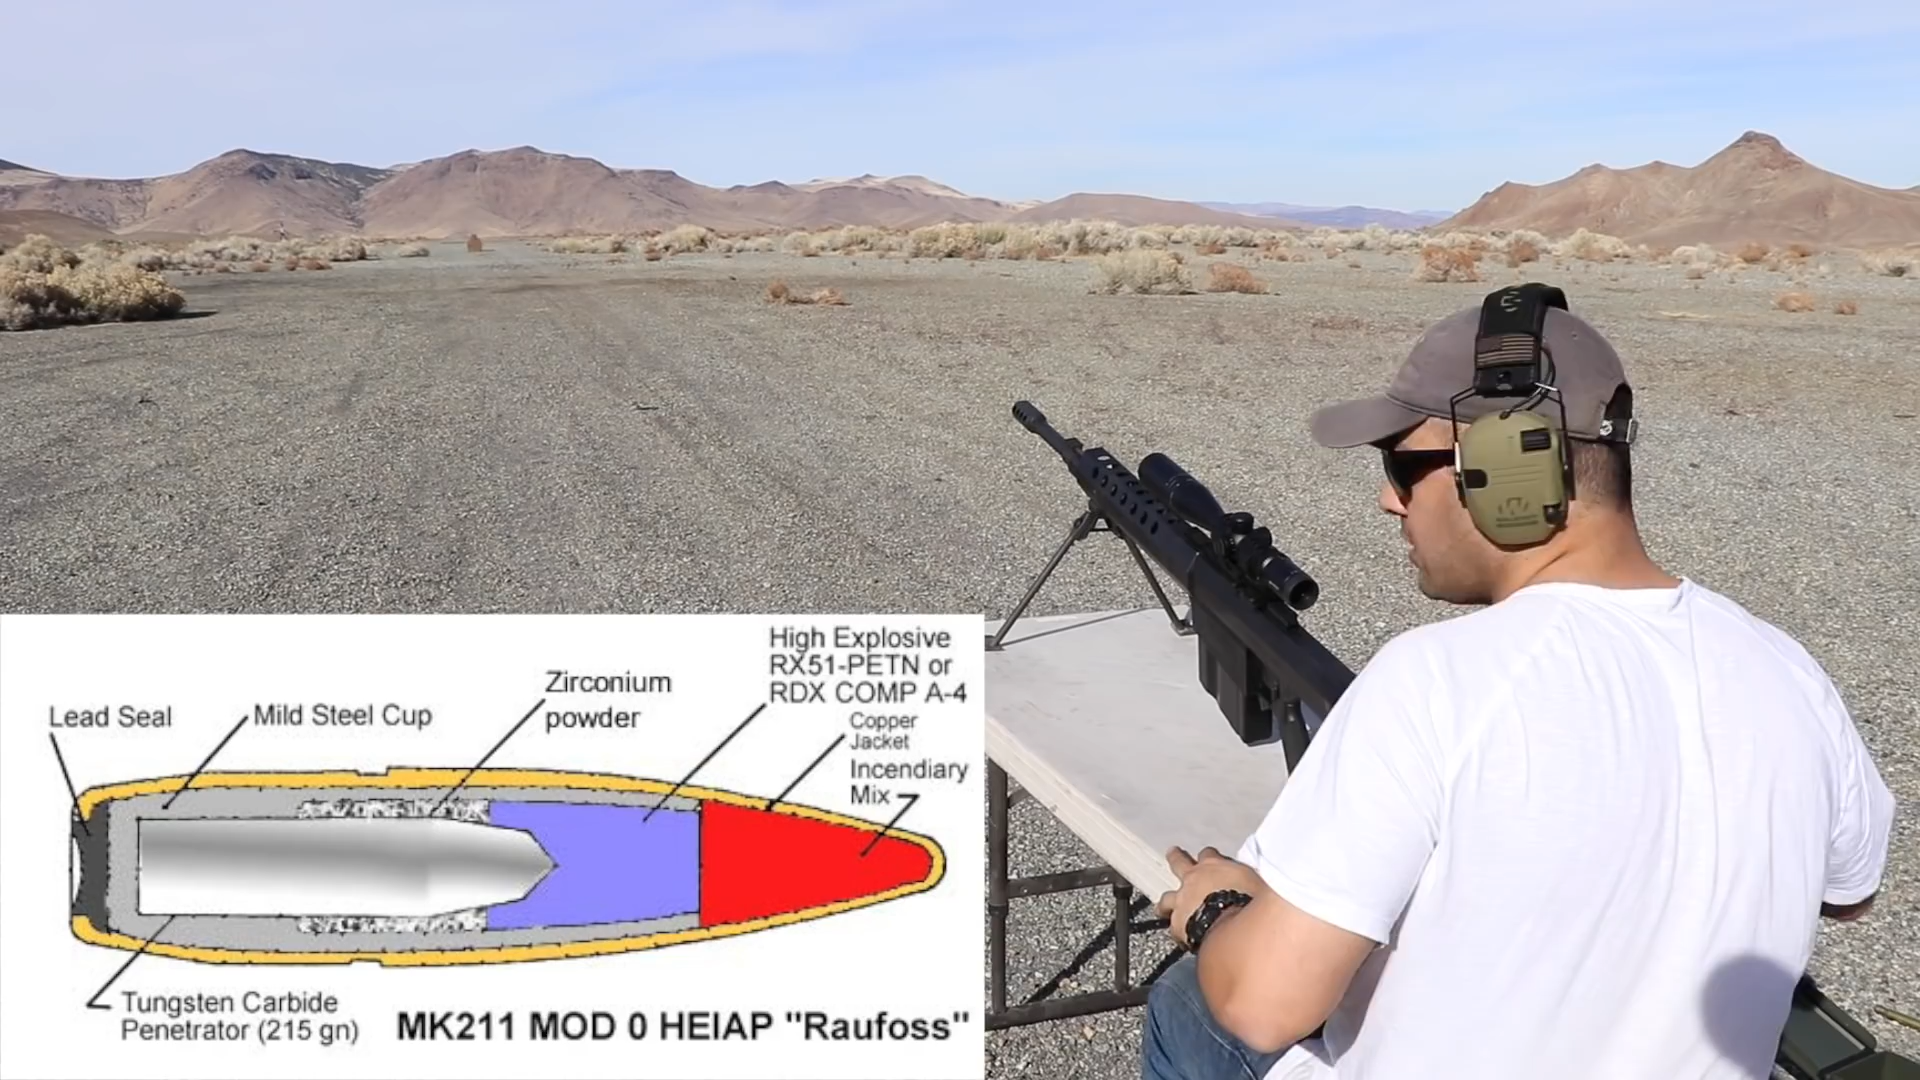 High Explosive
RX51-PETN or
RDX COMP A-4
Zirconium
powder
Lead Seal
Mild Steel Cup
Copper
Jacket
Incendiary
Mix
Tungsten Carbide
Penetrator (215 gn)
MK211 MOD 0 HEIAP "Raufoss"